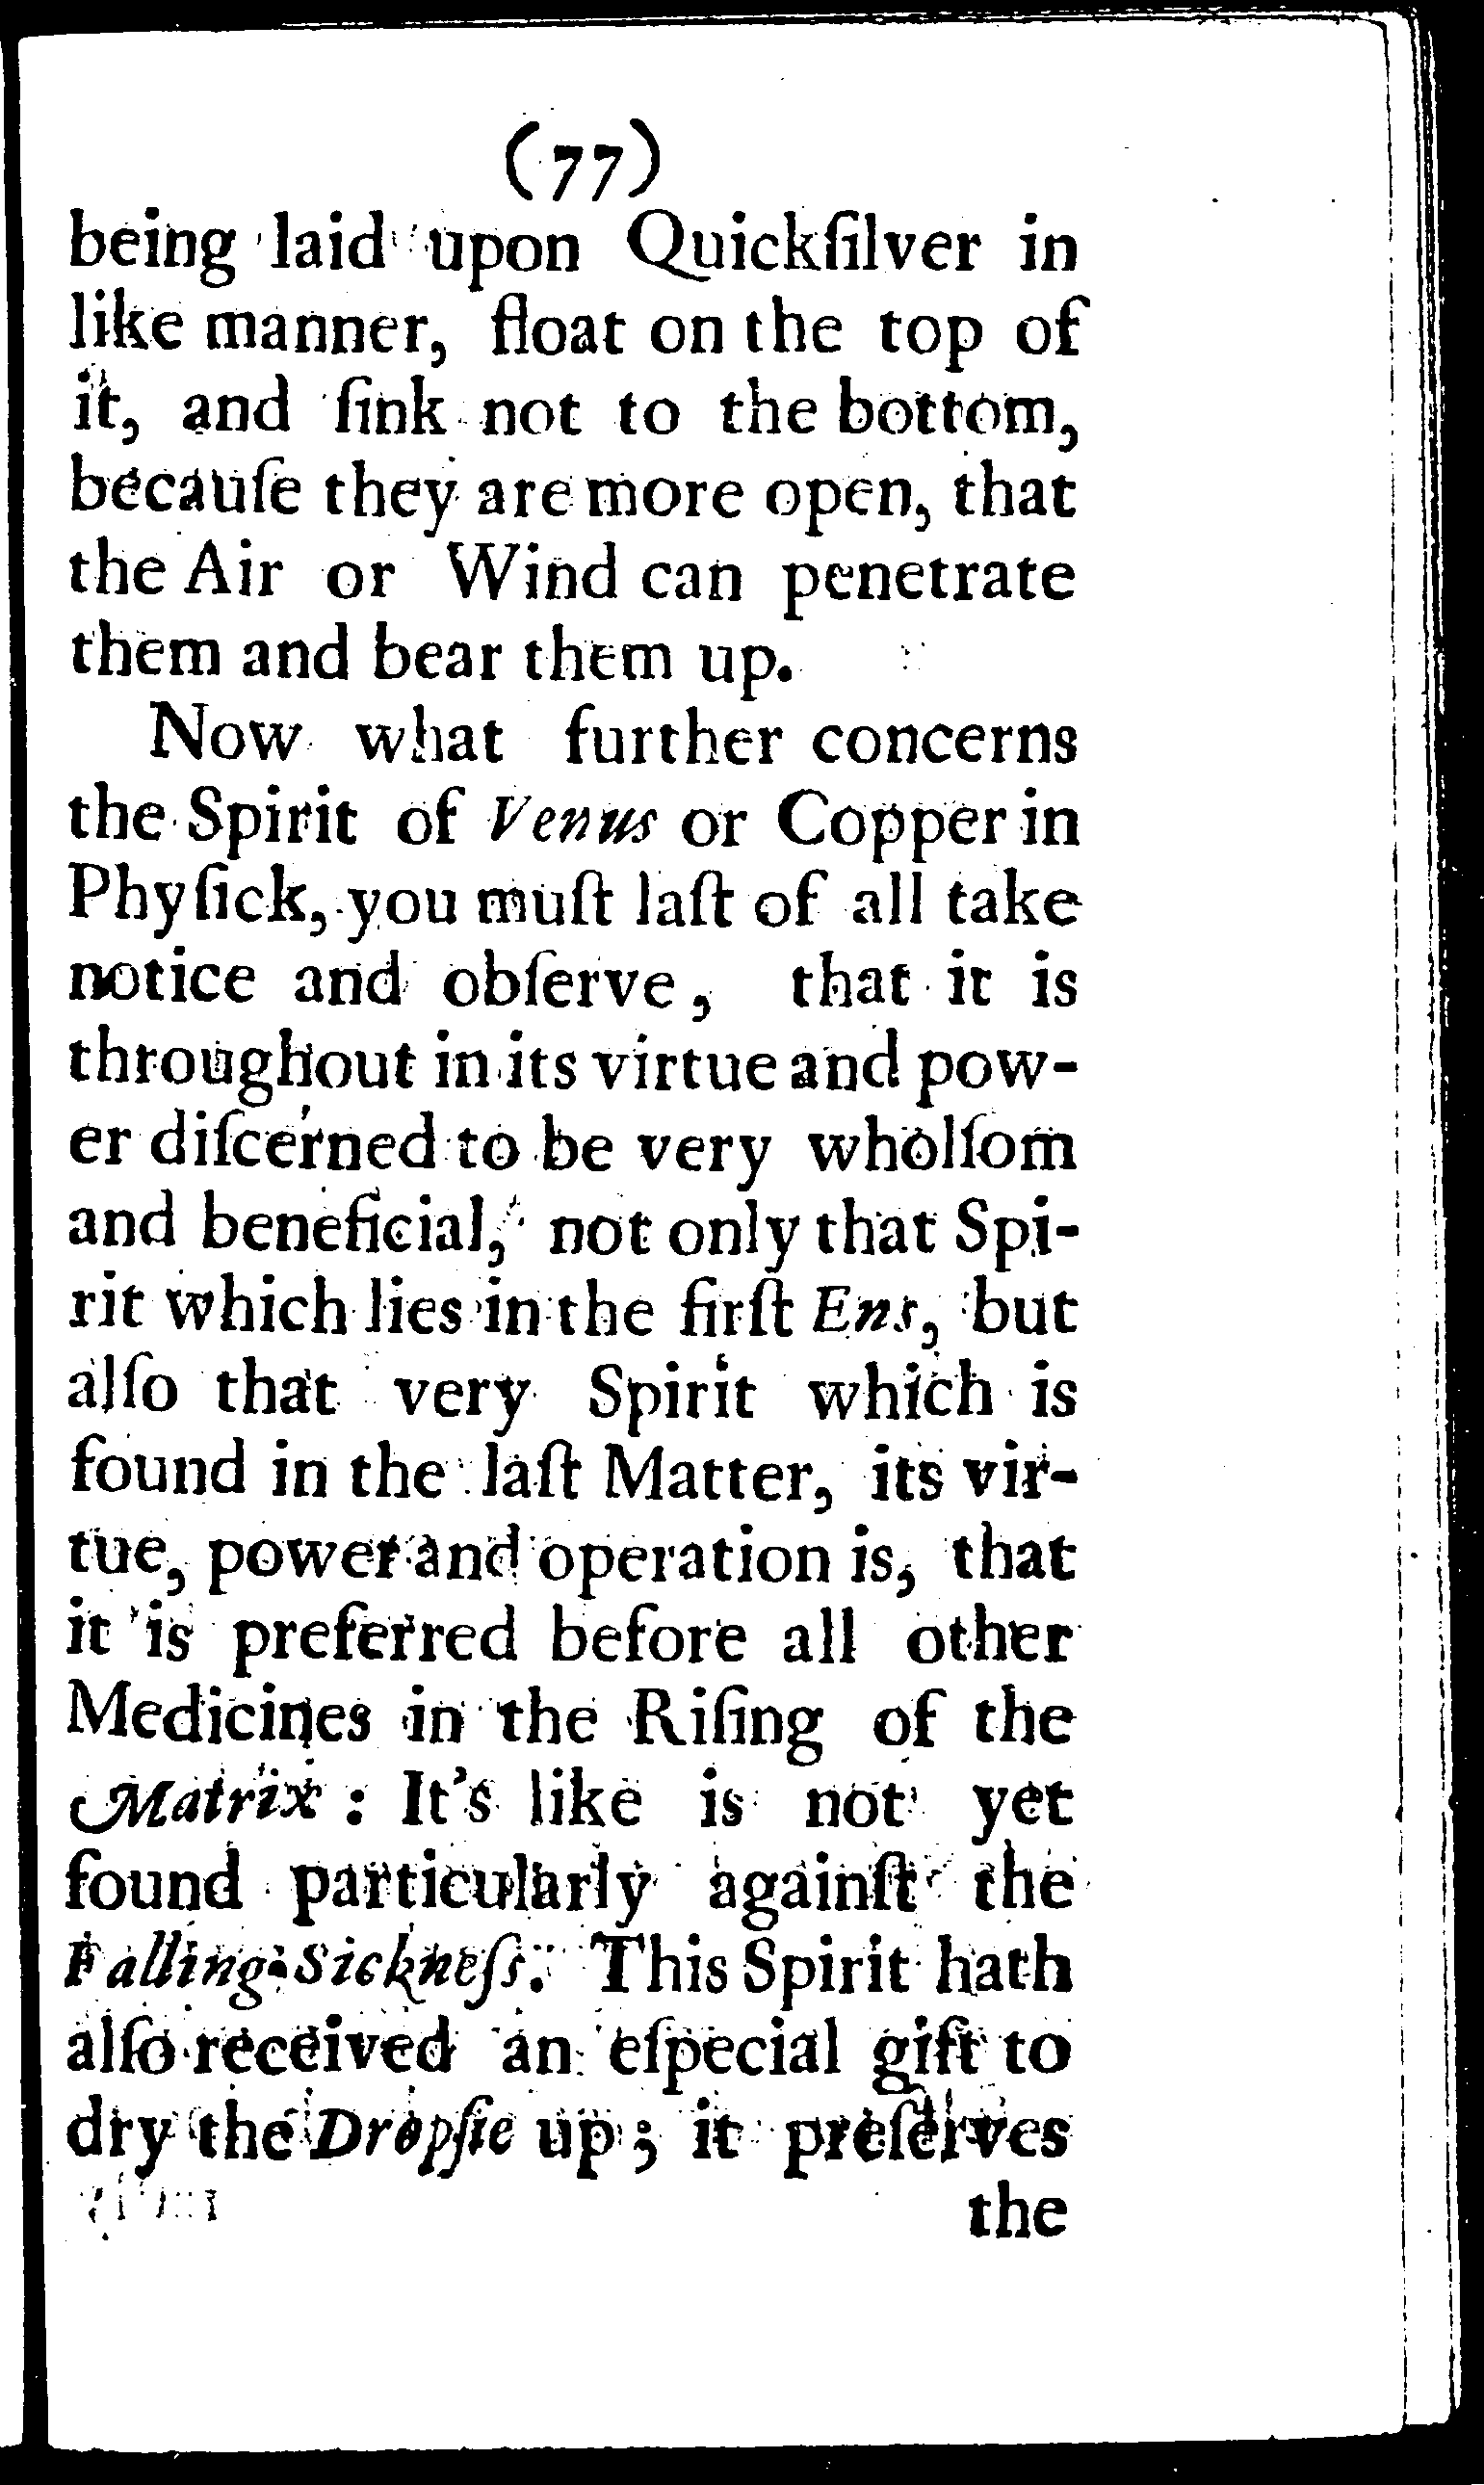 (77)
being laid upon Quickſilver in
like manner, float on the top of
it, and ſink not to the bottom,
becauſe they are more open, that
the Air or Wind can penetrate
them and bear them up.
Now what further concerns
the Spirit of Venus or Copper in
Phyſick, you muſt laſt of all take
notice and obſerve, that it is
throughout in its virtue and pow-
er diſcerned to be very wholſom
and beneficial, not only that Spi-
rit which lies in the firſt Ens, but
alſo that very Spirit which is
found in the laſt Matter, its vir-
tue, power and operation is, that
it is preferred before all other
Medicines in the Riſing of the
Matrix : It's like is not yet
found particularly againſt the
Falling-Sickneſs. This Spirit hath
alſo received an eſpecial gift to
dry the Dropſie up ; it preſerves
the